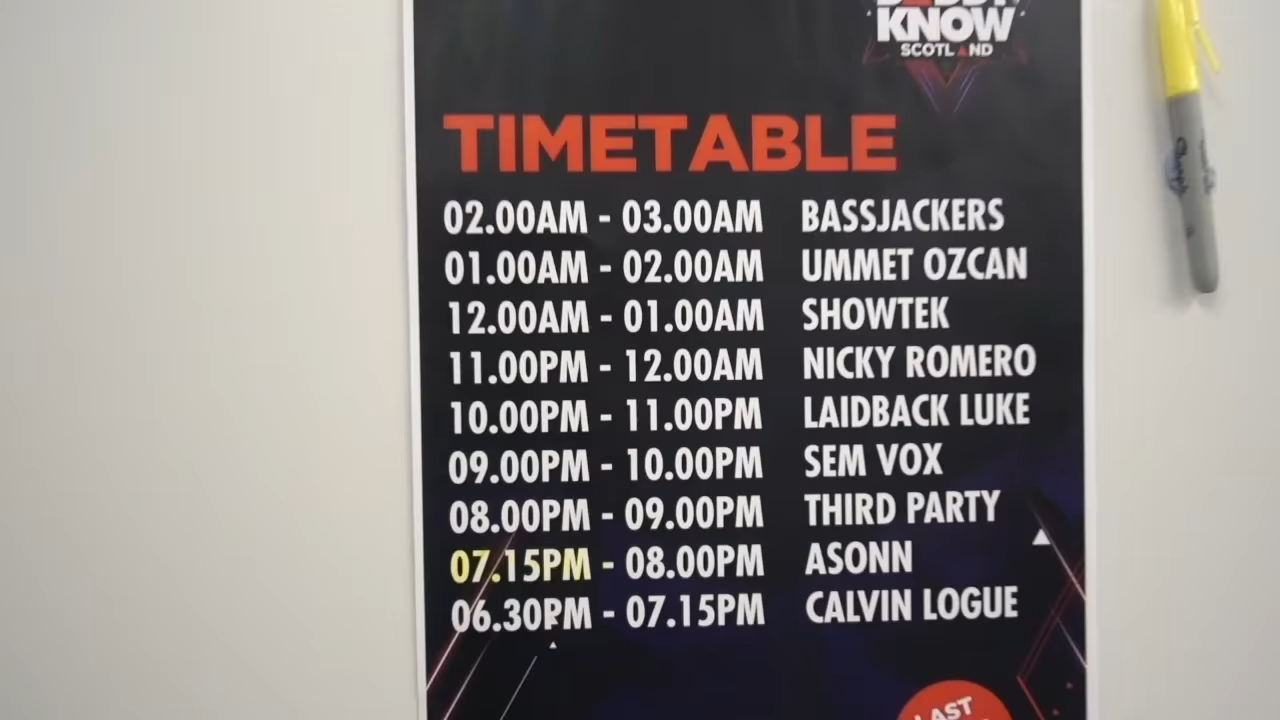 KNOW
SCOTLAND
TIMETABLE
02.00AM - 03.00AM BASSJACKERS
01.00AM - 02.00AM UMMET OZCAN
12.00AM - 01.00AM SHOWTEK
11.00PM - 12.00AM NICKY ROMERO
10.00PM - 11.00PM LAIDBACK LUKE
09.00PM - 10.00PM SEM VOX
08.00PM - 09.00PM THIRD PARTY
07.15PM - 08.00PM ASONN
06.30PM - 07.15PM CALVIN LOGUE
LAST